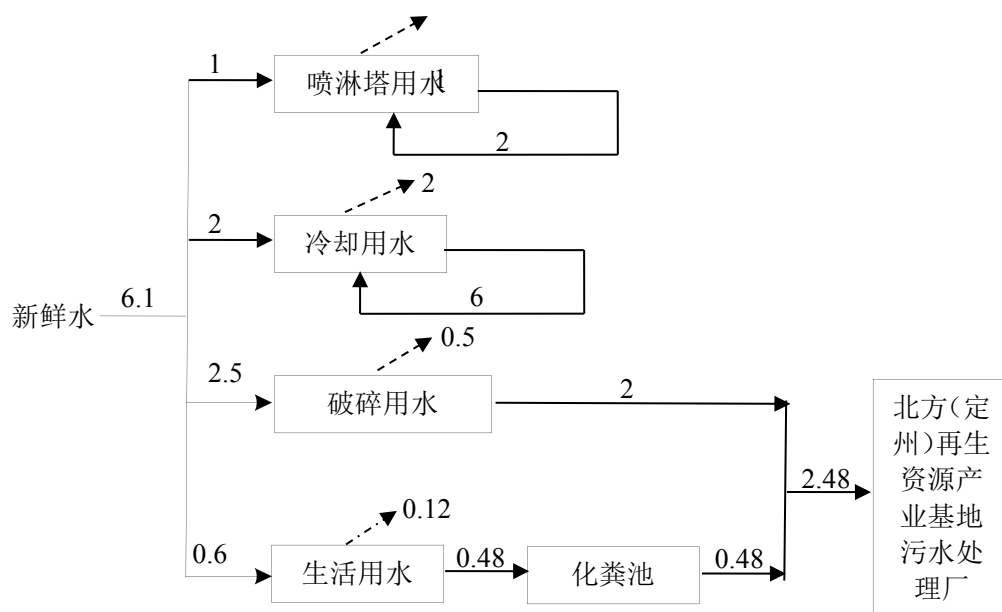 1
喷淋塔用水
1
2
2
2
冷却用水
6
新鲜水
6.1
0.5
2.5
破碎用水
2
北方（定
州）再生
资源产
业基地
污水处
理厂
2.48
0.12
0.6
生活用水
0.48
化粪池
0.48